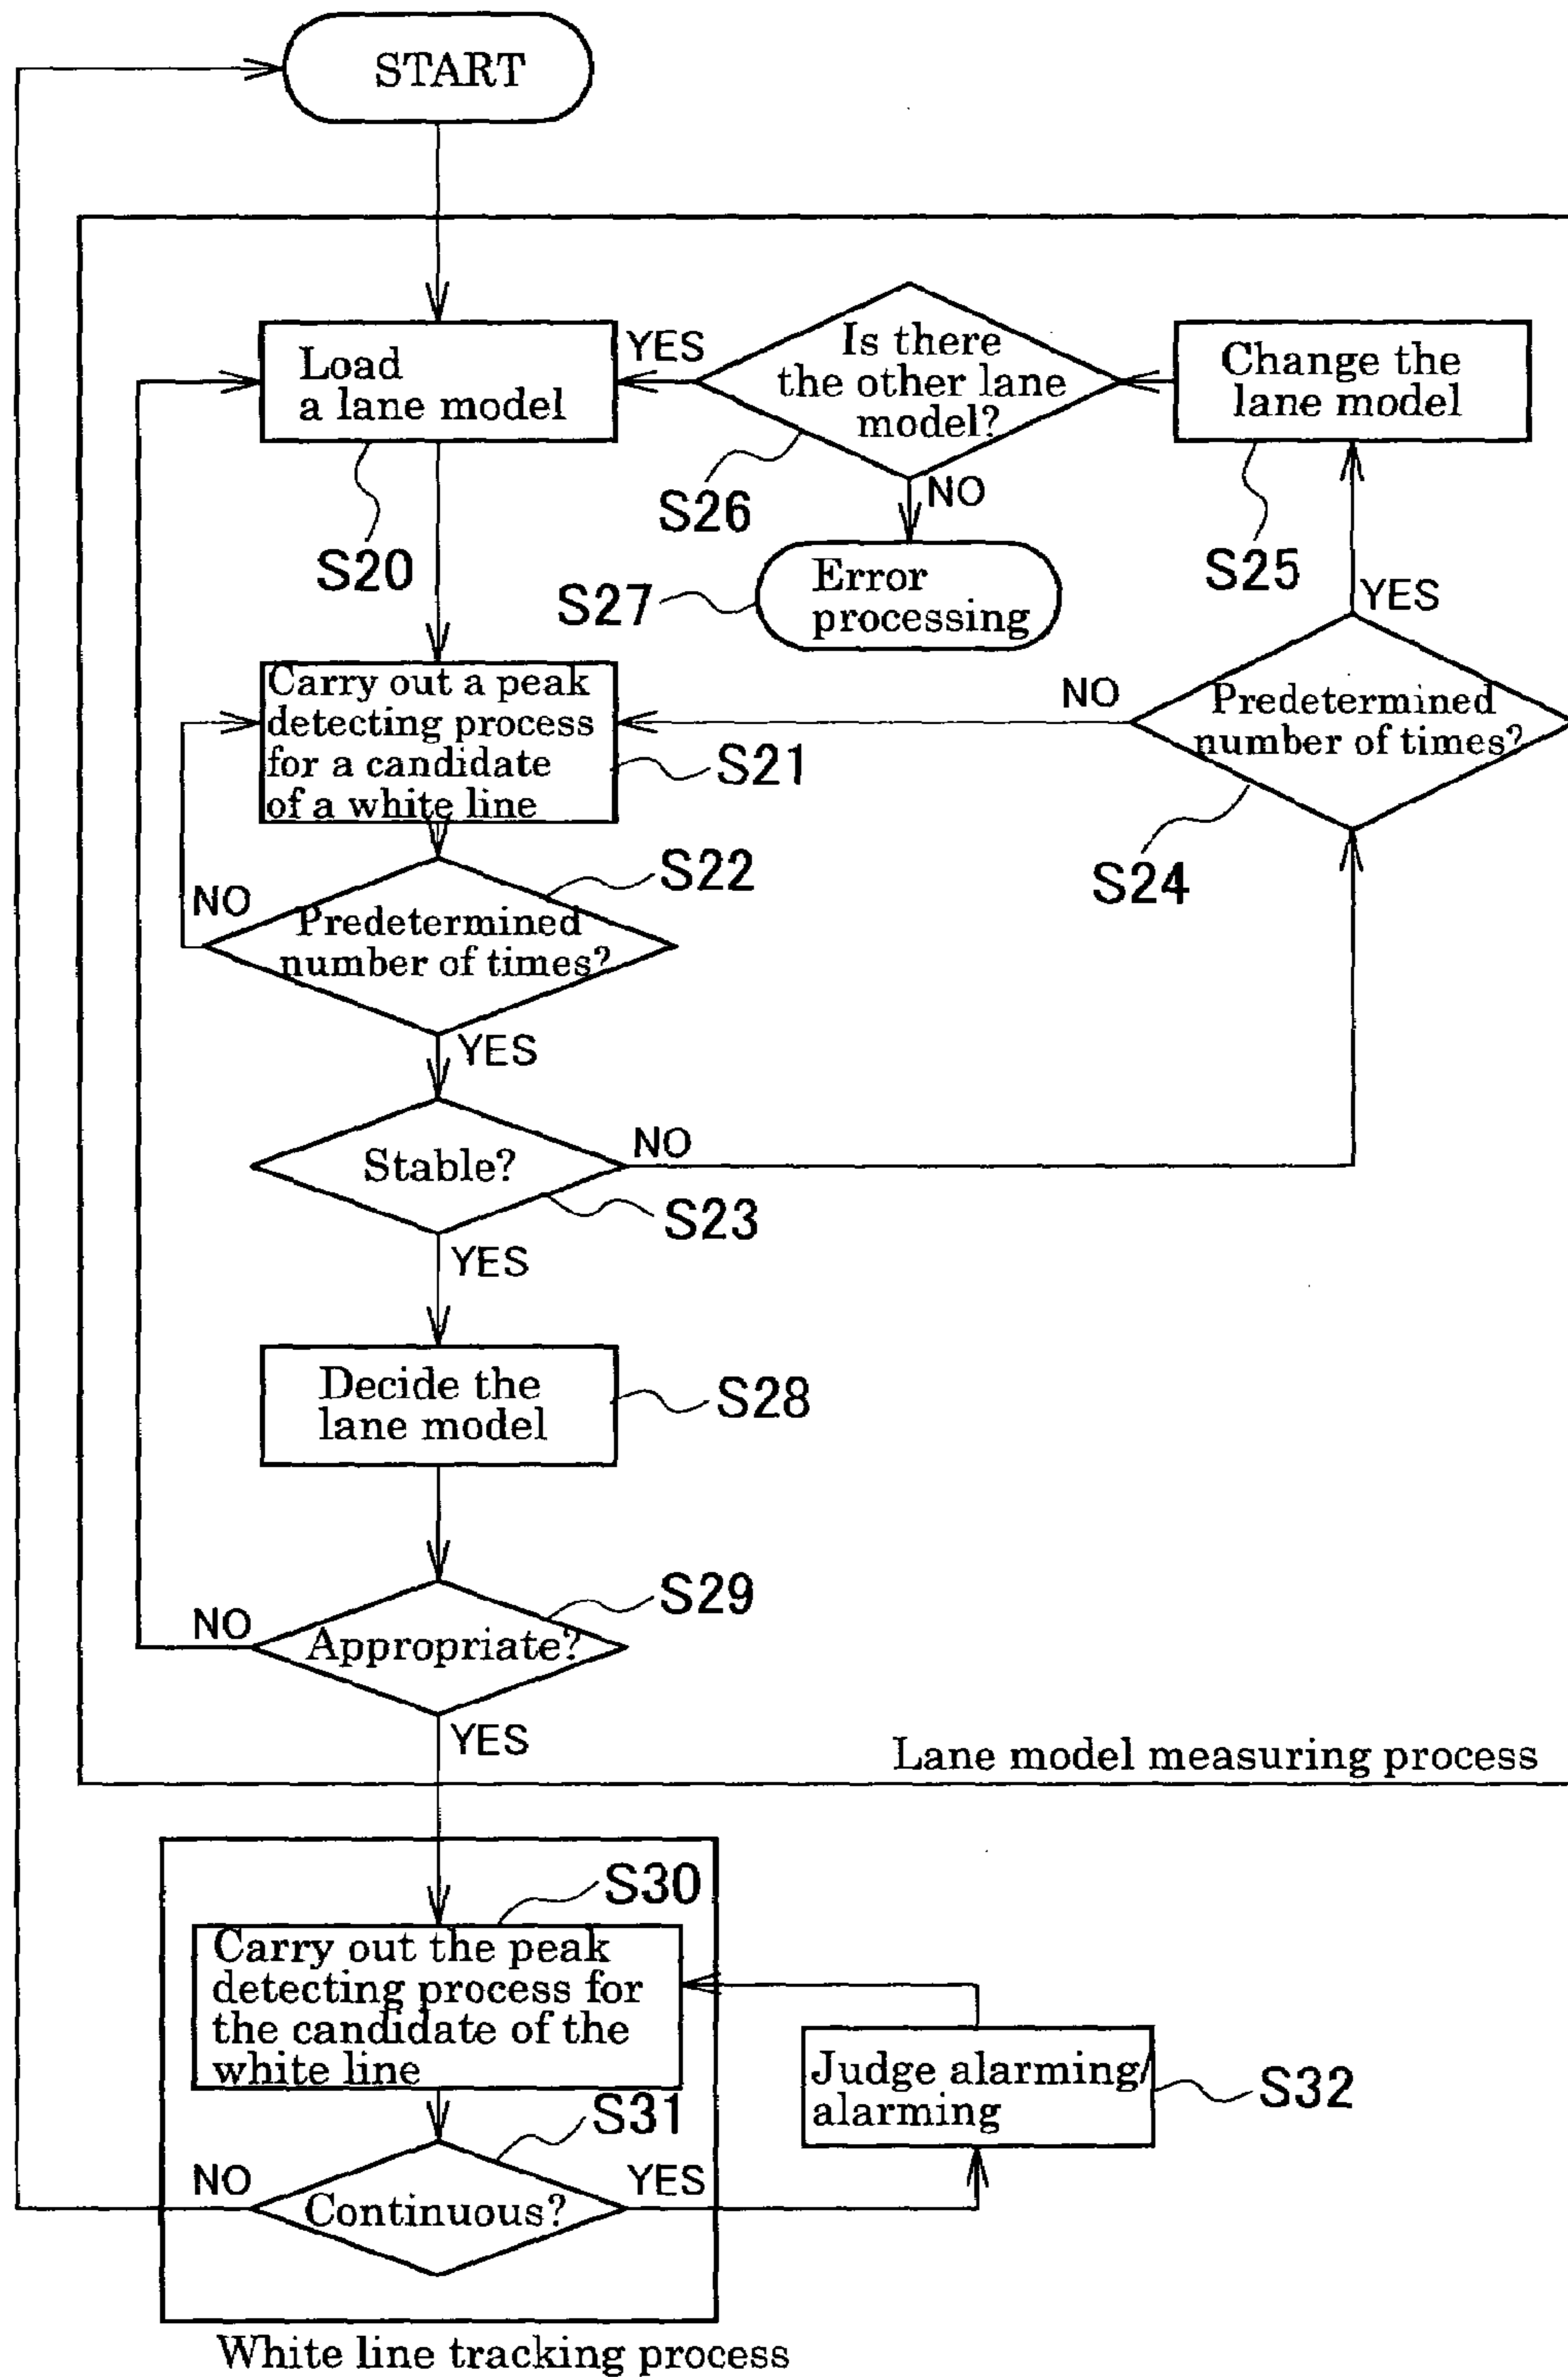 START
Load
a lane model
S20
YES
Is there
the other lane
model?
S26
NO
Change the
lane model
S25
Error
processing
S27
YES
Predetermined
number of times?
S24
NO
Carry out a peak
detecting process
for a candidate
of a white line
S21
S22
NO
Predetermined
number of times?
YES
Stable?
NO
S23
YES
Decide the
lane model
S28
S29
NO
Appropriate?
YES
Lane model measuring process
S30
Carry out the peak
detecting process for
the candidate of the
white line
S31
Judge alarming/
alarming
S32
NO
Continuous?
YES
White line tracking process